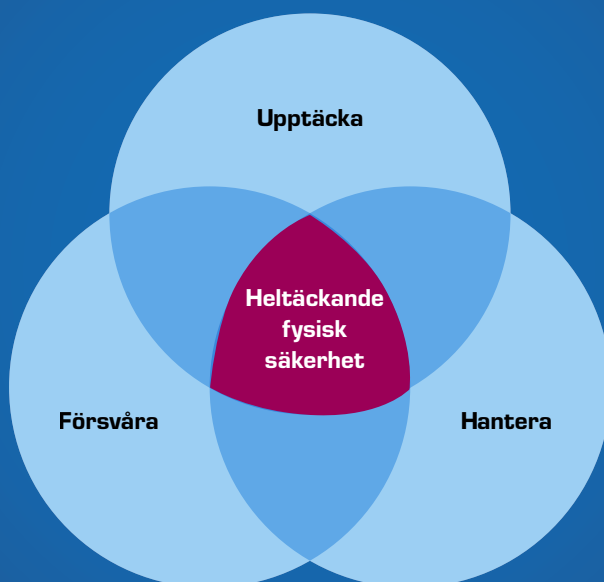 Upptäcka
Heltäckande
fysisk
säkerhet
Försvåra
Hantera